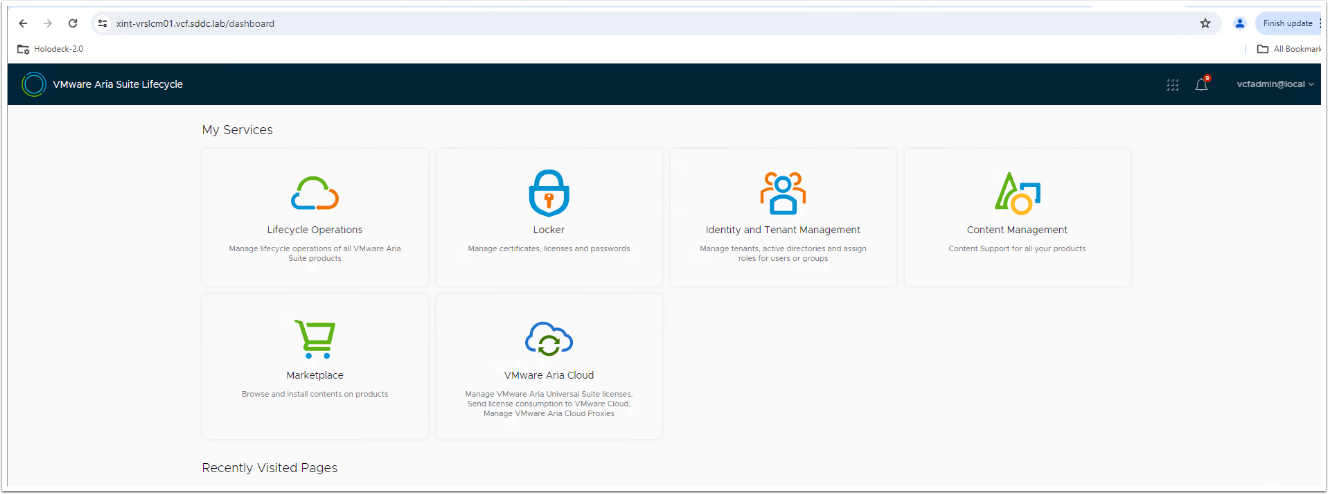 xint-vrslcm01.vcf.sddc.lab/dashboard
Finish update
Holodeck-2.0
All Bookmark
VMware Aria Suite Lifecycle
9
vcfadmin@local
My Services
Lifecycle Operations
Manage lifecycle operations of all VMware Aria
Suite products
Locker
Manage certificates, licenses and passwords
Identity and Tenant Management
Manage tenants, active directories and assign
roles for users or groups
Content Management
Content Support for all your products
Marketplace
Browse and install contents on products
VMware Aria Cloud
Manage VMware Aria Universal Suite licenses,
Send license consumption to VMware Cloud,
Manage VMware Aria Cloud Proxies
Recently Visited Pages